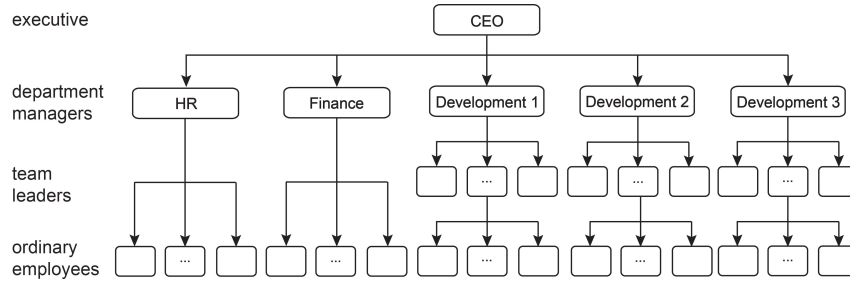 executive
CEO
department
managers
HR
Finance
Development 1
Development 2
Development 3
team
leaders
...
...
...
ordinary
employees
...
...
...
...
...